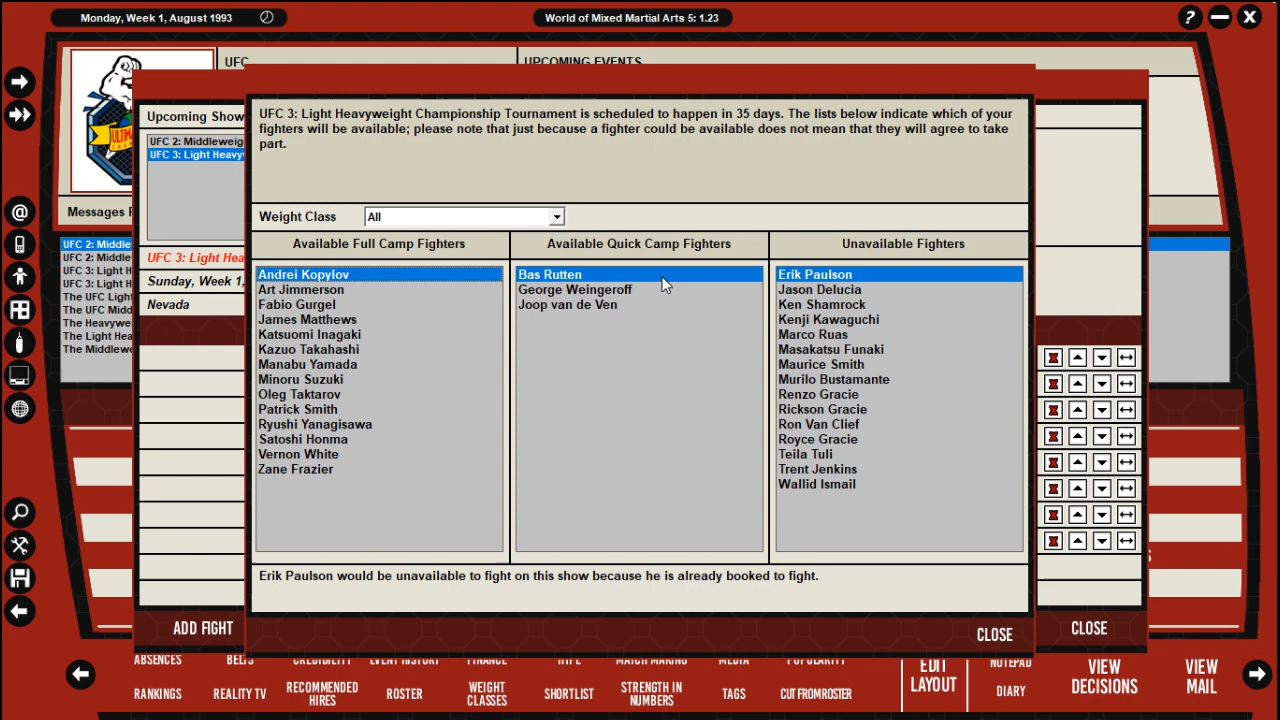 Monday, Week 1, August 1993
World of Mixed Martial Arts 5: 1.23
?
UFC
UPCOMING EVENTS
Upcoming Show
UFC 2: Middleweig
UFC 3: Light Heavyw
Messages F
UFC 2: Middle
UFC 2: Middle
UFC 3: Light H
UFC 3: Light H
The UFC Light
The UFC Mid
The Heavywe
The Light Hea
The Middlewe
UFC 3: Light Hea
Sunday, Week 1,
Nevada
UFC 3: Light Heavyweight Championship Tournament is scheduled to happen in 35 days. The lists below indicate which of your
fighters will be available; please note that just because a fighter could be available does not mean that they will agree to take
part.
Weight Class
All
Available Full Camp Fighters
Available Quick Camp Fighters
Unavailable Fighters
Andrei Kopylov
Art Jimmerson
Fabio Gurgel
James Matthews
Katsuomi Inagaki
Kazuo Takahashi
Manabu Yamada
Minoru Suzuki
Oleg Taktarov
Patrick Smith
Ryushi Yanagisawa
Satoshi Honma
Vernon White
Zane Frazier
Bas Rutten
George Weingeroff
Joop van de Ven
Erik Paulson
Jason Delucia
Ken Shamrock
Kenji Kawaguchi
Marco Ruas
Masakatsu Funaki
Maurice Smith
Murilo Bustamante
Renzo Gracie
Rickson Gracie
Ron Van Clief
Royce Gracie
Teila Tuli
Trent Jenkins
Wallid Ismail
Erik Paulson would be unavailable to fight on this show because he is already booked to fight.
ADD FIGHT
CLOSE
CLOSE
ABSENCES
BELTS
CREDIBILITY
EVENT HISTORY
FINANCE
HYPE
MATCH MAKING
MEDIA
POPULARITY
RANKINGS
REALITY TV
RECOMMENDED
HIRES
ROSTER
WEIGHT
CLASSES
SHORTLIST
STRENGTH IN
NUMBERS
TAGS
CUT FROM ROSTER
EDIT
LAYOUT
NOTEPAD
DIARY
VIEW
DECISIONS
VIEW
MAIL